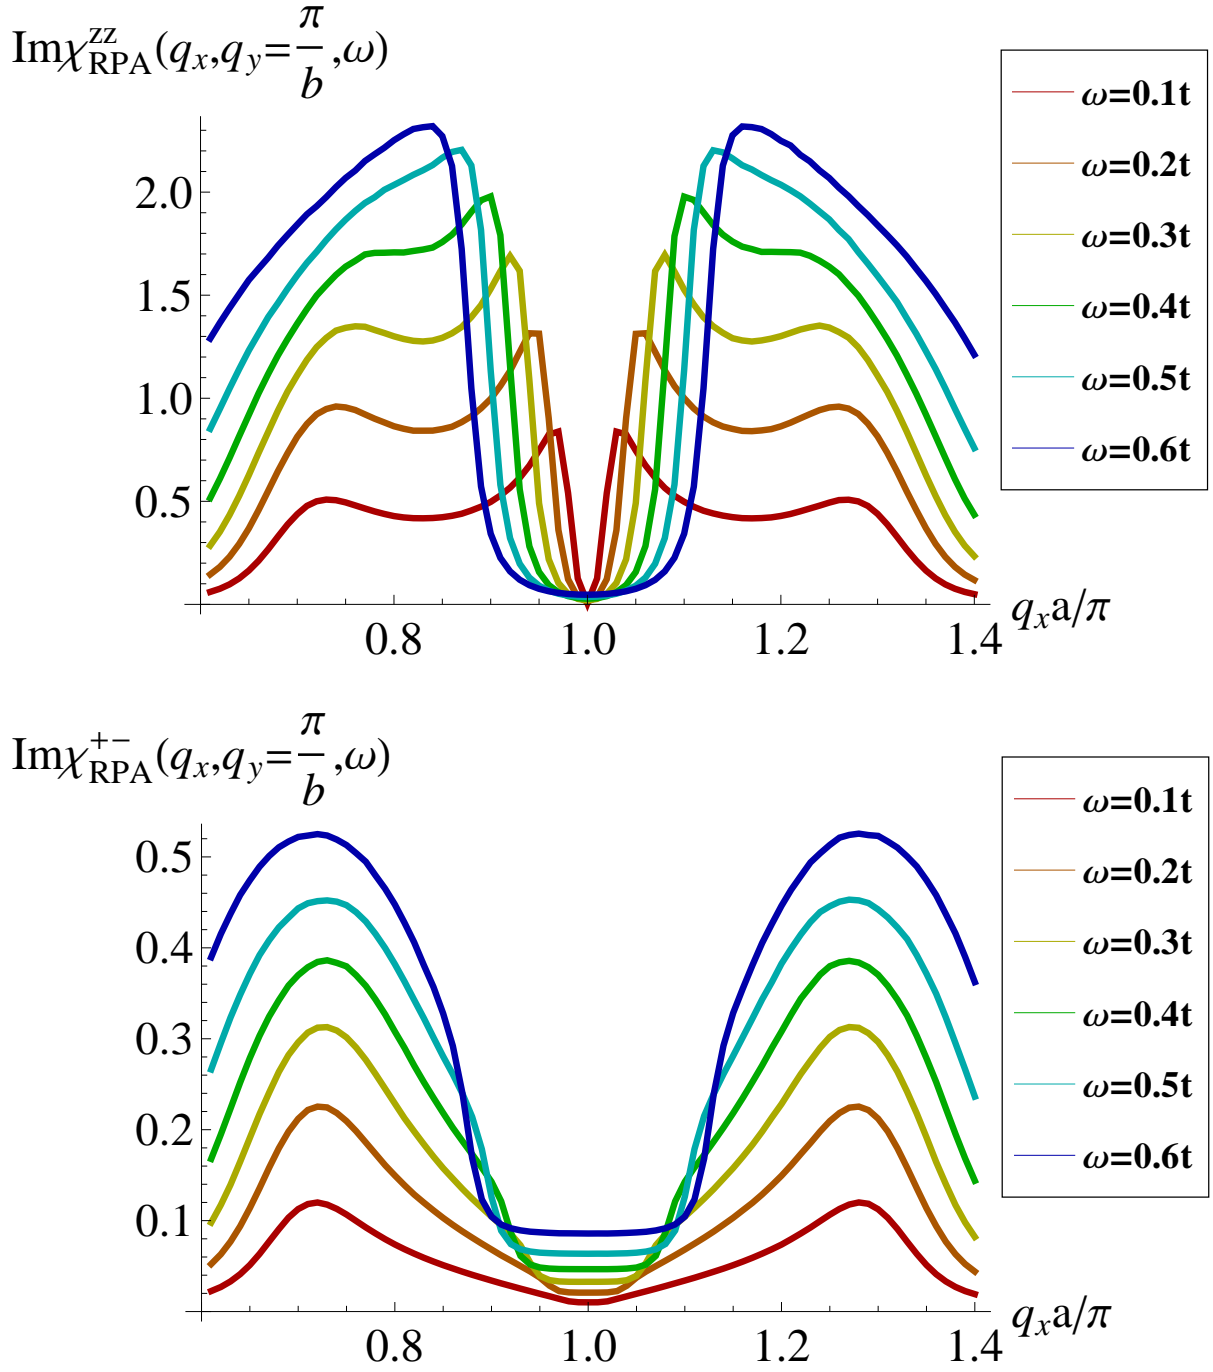 Imχ^{zz}_{RPA}(q_x,q_y=π/b,ω)
ω=0.1t
ω=0.2t
ω=0.3t
ω=0.4t
ω=0.5t
ω=0.6t
2.0
1.5
1.0
0.5
0.8 1.0 1.2 1.4
q_x a/π
Imχ^{+-}_{RPA}(q_x,q_y=π/b,ω)
ω=0.1t
ω=0.2t
ω=0.3t
ω=0.4t
ω=0.5t
ω=0.6t
0.5
0.4
0.3
0.2
0.1
0.8 1.0 1.2 1.4
q_x a/π